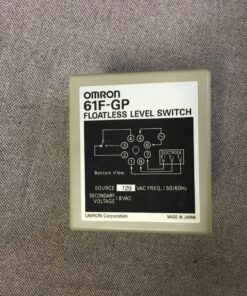 OMRON
61F-GP
FLOATLESS LEVEL SWITCH
Bottom View
SOURCE 120 VAC FREQ.:50/60Hz
SECONDARY
VOLTAGE : 8VAC
OMRON Corporation MADE IN JAPAN